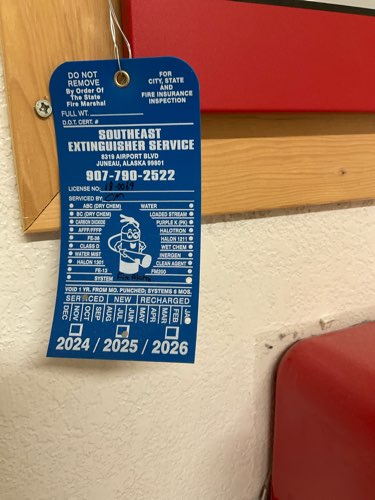 DO NOT REMOVE
By Order Of
The State
Fire Marshal
FOR
CITY, STATE
AND
FIRE INSURANCE
INSPECTION
FULL WT.
D.O.T. CERT. #
SOUTHEAST
EXTINGUISHER SERVICE
8319 AIRPORT BLVD
JUNEAU, ALASKA 99801
907-790-2522
LICENSE NO.
SERVICED BY
ABC (DRY CHEM) WATER
BC (DRY CHEM) LOADED STREAM
CARBON DIOXIDE PURPLE K (PK)
AFFF/FFFP HALOTRON
FE-36 HALON 1211
CLASS D WET CHEM
WATER MIST INERGEN
HALON 1301 CLEAN AGENT
FE-13 FM200
SYSTEM
VOID 1 YR. FROM MO. PUNCHED; SYSTEMS 6 MOS.
SERVICED NEW RECHARGED
DEC NOV OCT SEP AUG JUL JUN MAY APR MAR FEB JAN
2024 / 2025 / 2026